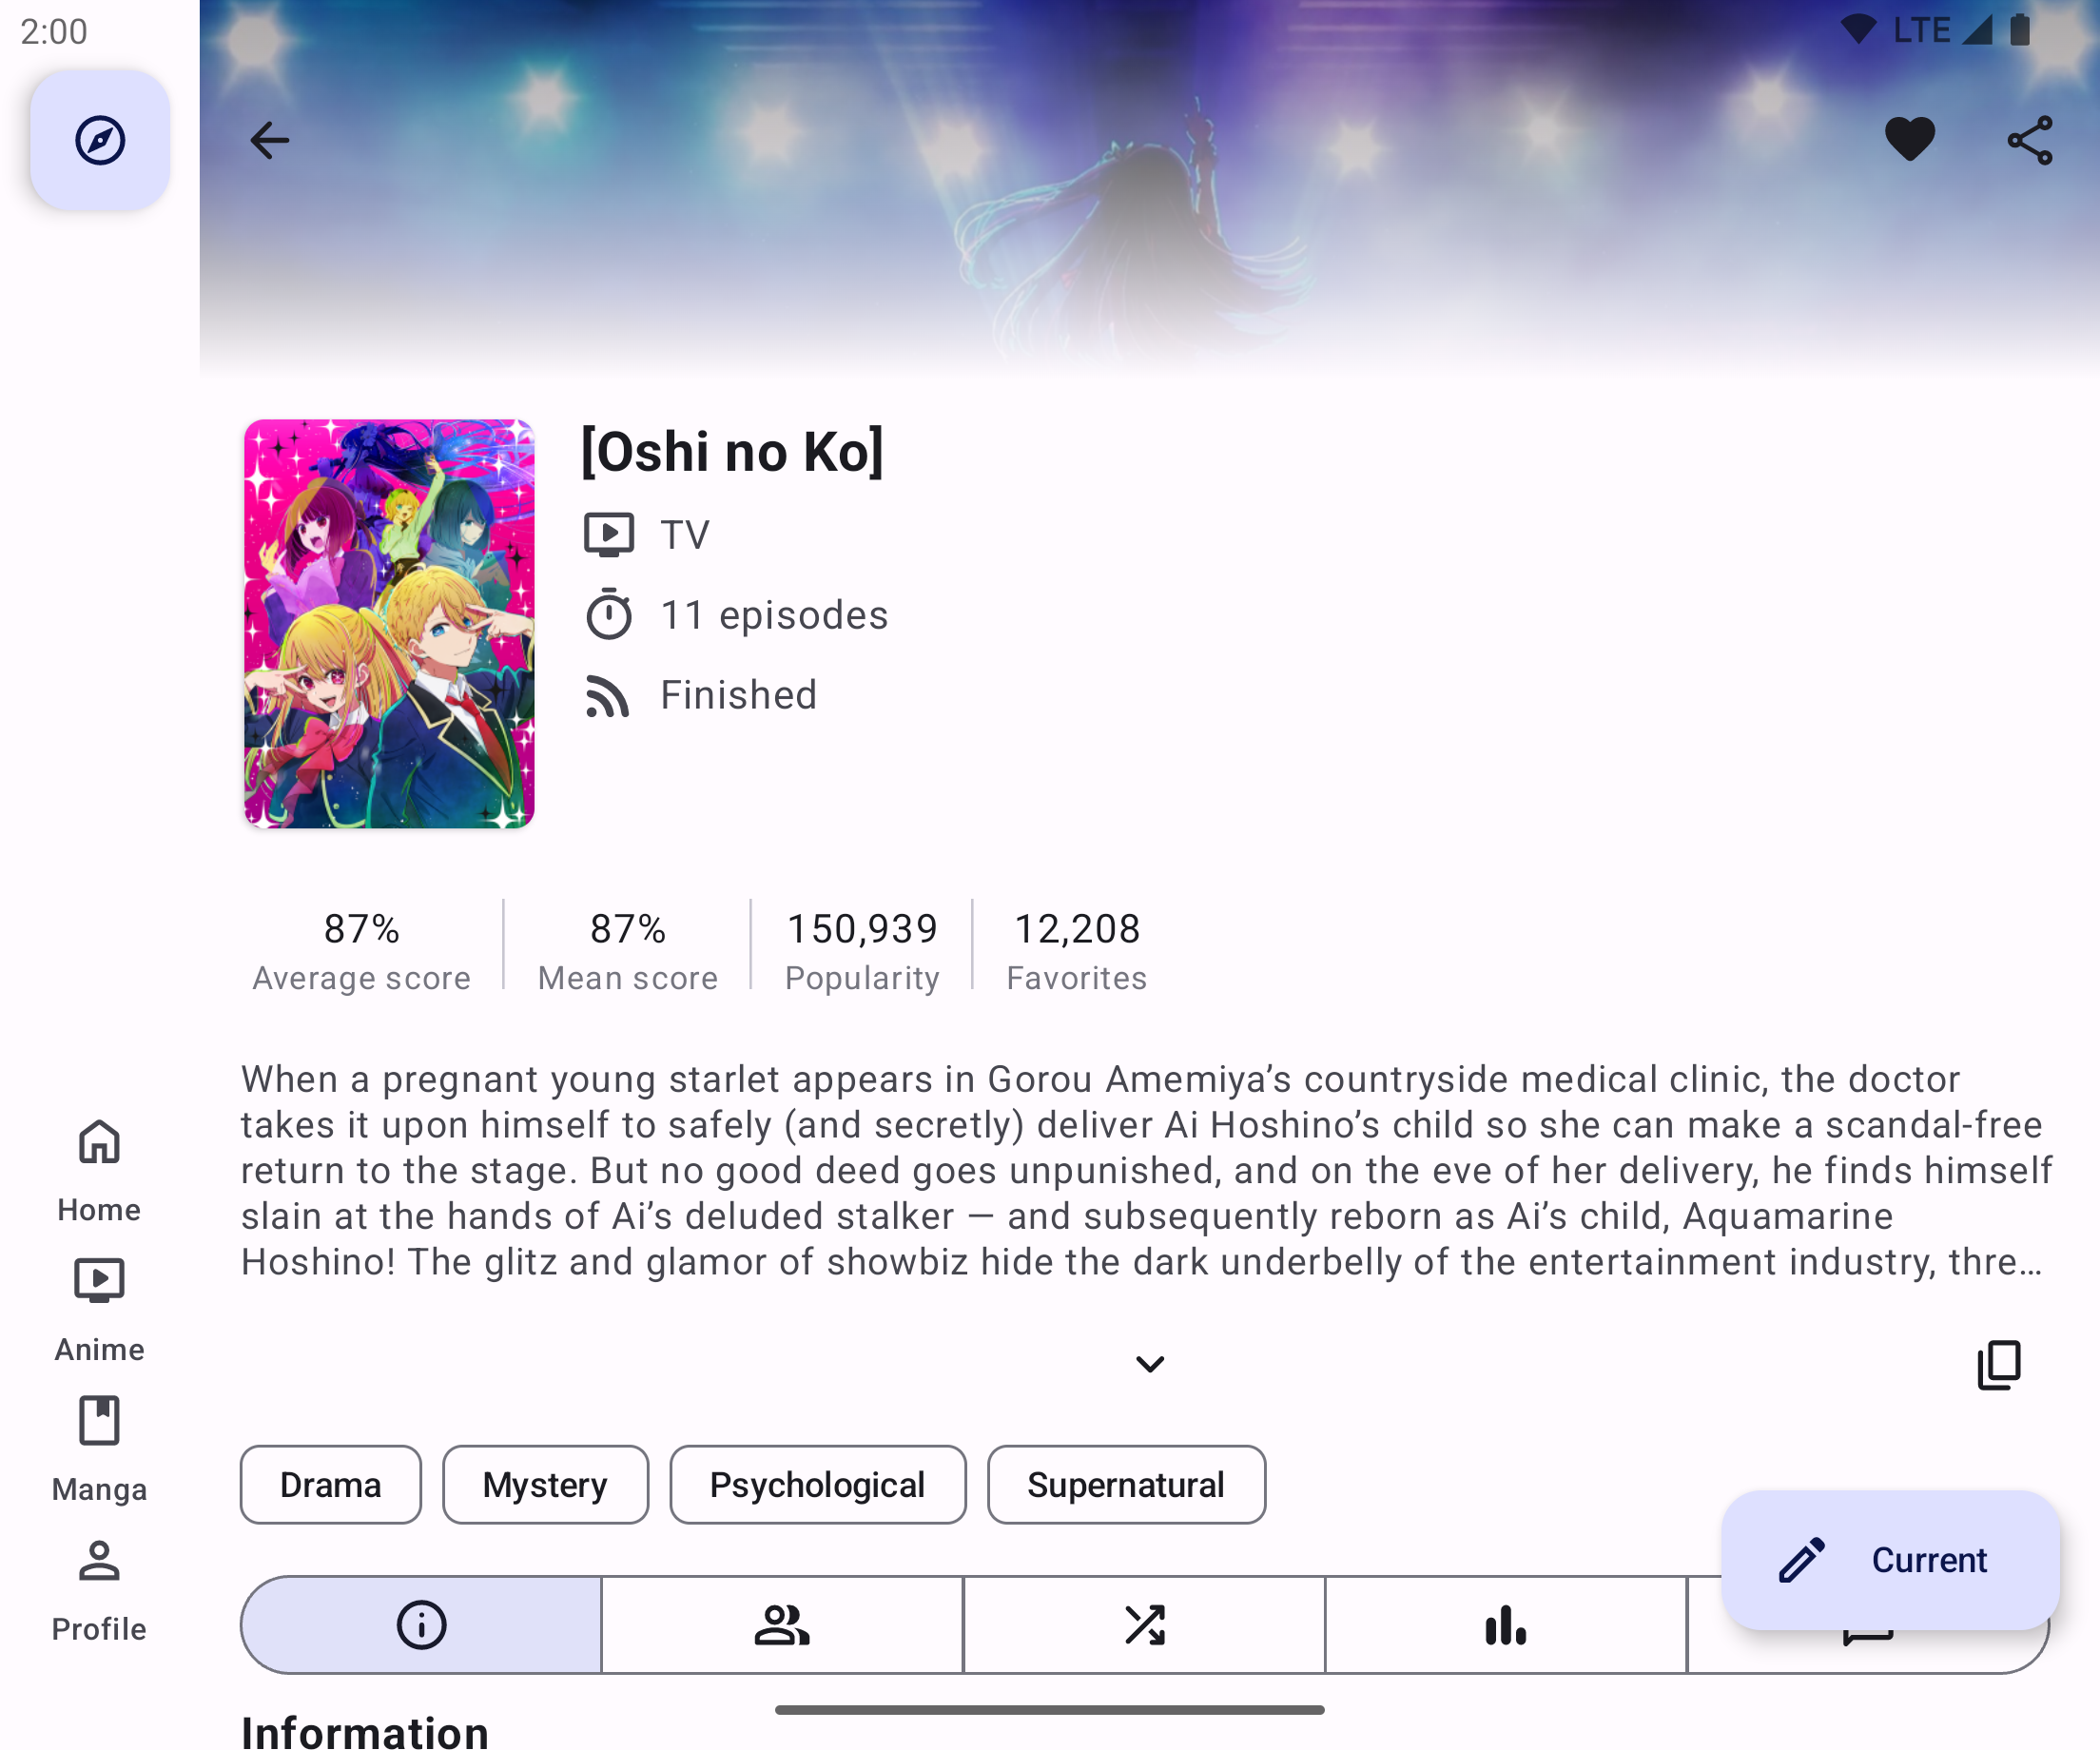 2:00
LTE
[Oshi no Ko]
TV
11 episodes
Finished
87%
Average score
87%
Mean score
150,939
Popularity
12,208
Favorites
When a pregnant young starlet appears in Gorou Amemiya’s countryside medical clinic, the doctor
takes it upon himself to safely (and secretly) deliver Ai Hoshino’s child so she can make a scandal-free
return to the stage. But no good deed goes unpunished, and on the eve of her delivery, he finds himself
slain at the hands of Ai’s deluded stalker — and subsequently reborn as Ai’s child, Aquamarine
Hoshino! The glitz and glamor of showbiz hide the dark underbelly of the entertainment industry, thre…
Home
Anime
Manga
Profile
Drama
Mystery
Psychological
Supernatural
Current
Information